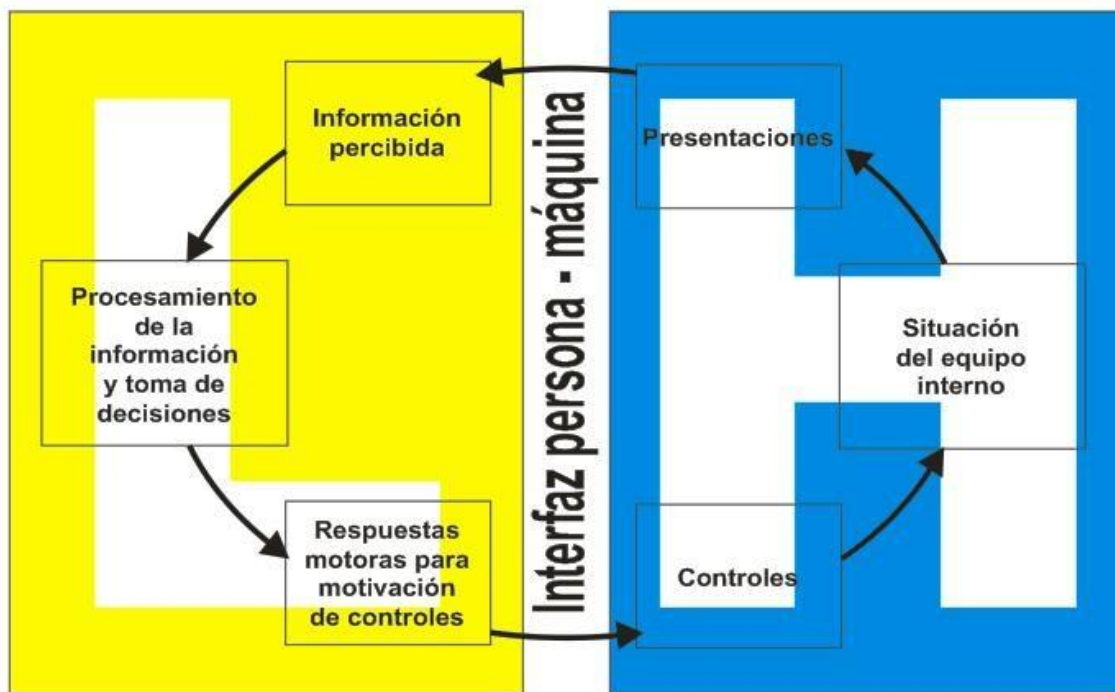 L
H
Información
percibida
Procesamiento
de la
información
y toma de
decisiones
Respuestas
motoras para
motivación
de controles
Interfaz persona - máquina
Presentaciones
Situación
del equipo
interno
Controles